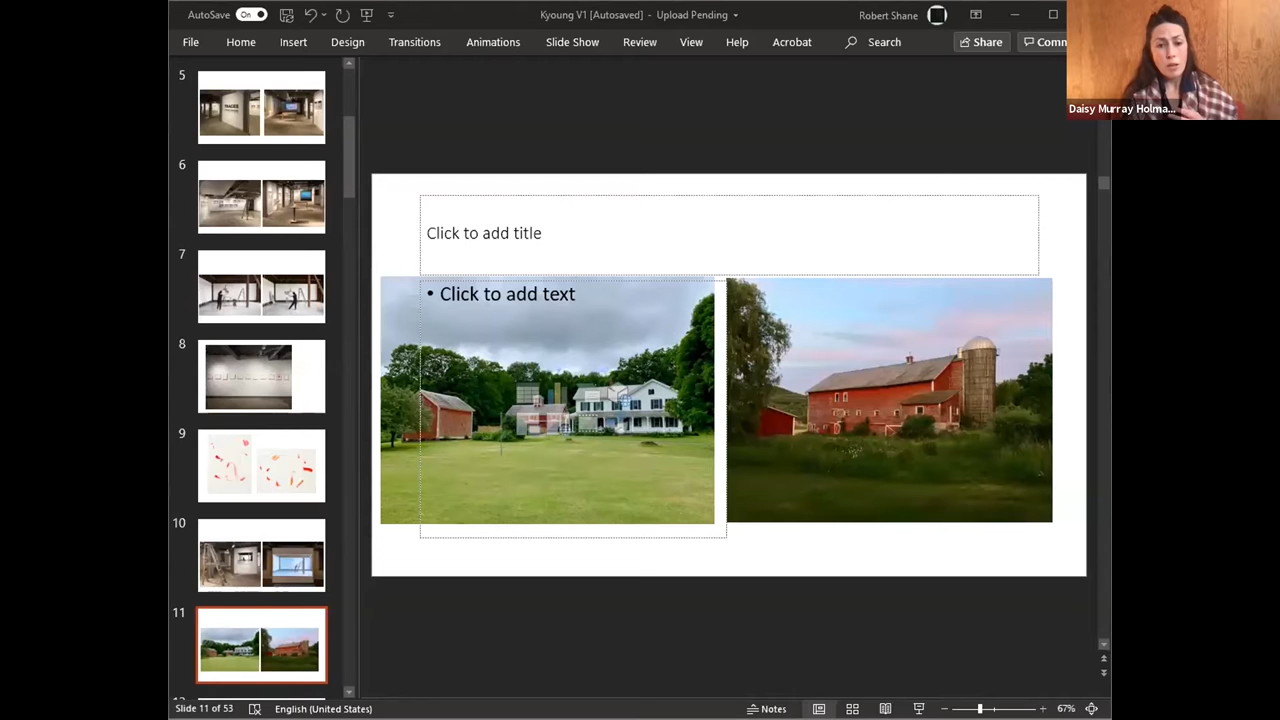 AutoSave On Kyoung V1 [Autosaved] - Upload Pending Robert Shane
File Home Insert Design Transitions Animations Slide Show Review View Help Acrobat Search Share Comm
Daisy Murray Holma...
5
6
7
8
9
10
11
Click to add title
• Click to add text
Slide 11 of 53 English (United States) Notes 67%